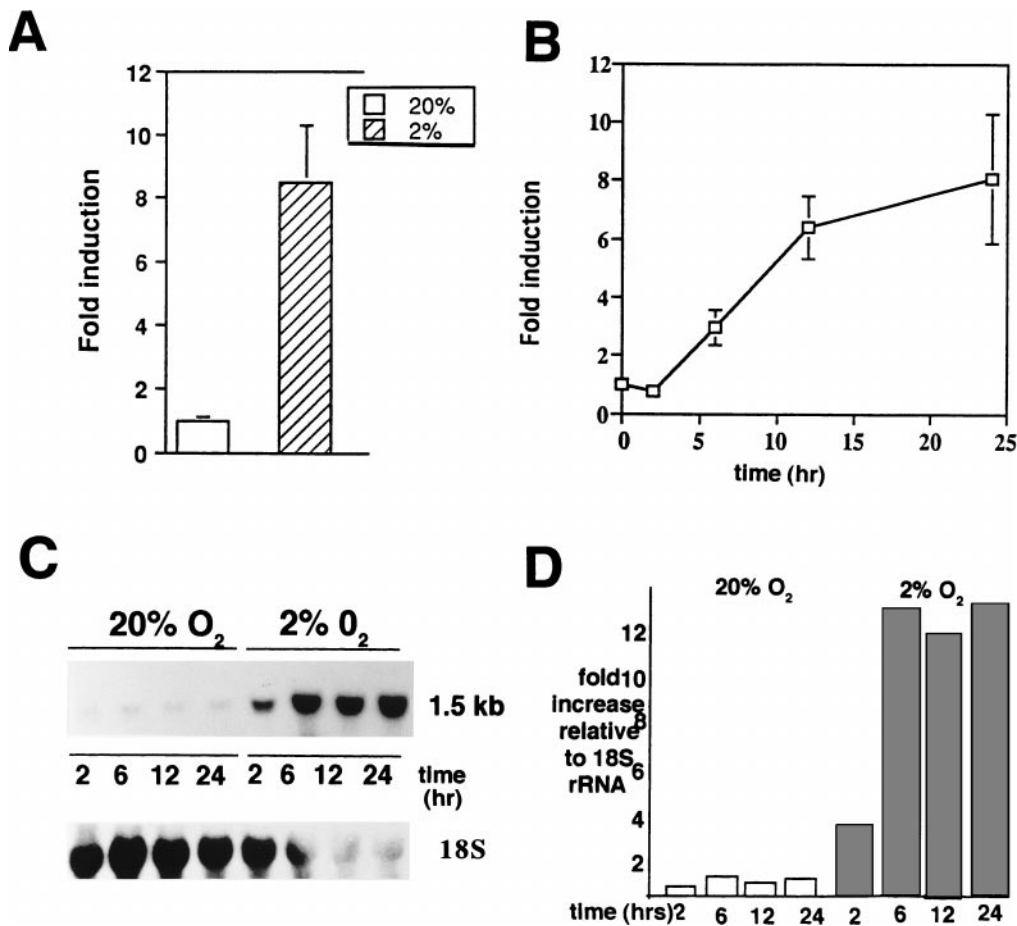 A
12
10
8
6
4
2
0
Fold induction
20%
2%
B
12
10
8
6
4
2
0
Fold induction
0 5 10 15 20 25
time (hr)
C
20% O2 2% 02
1.5 kb
2 6 12 24 2 6 12 24 time
(hr)
18S
D
20% O2 2% O2
12
fold10
increase
relative
8
to 18S
6
rRNA
4
2
time (hrs)2 6 12 24 2 6 12 24